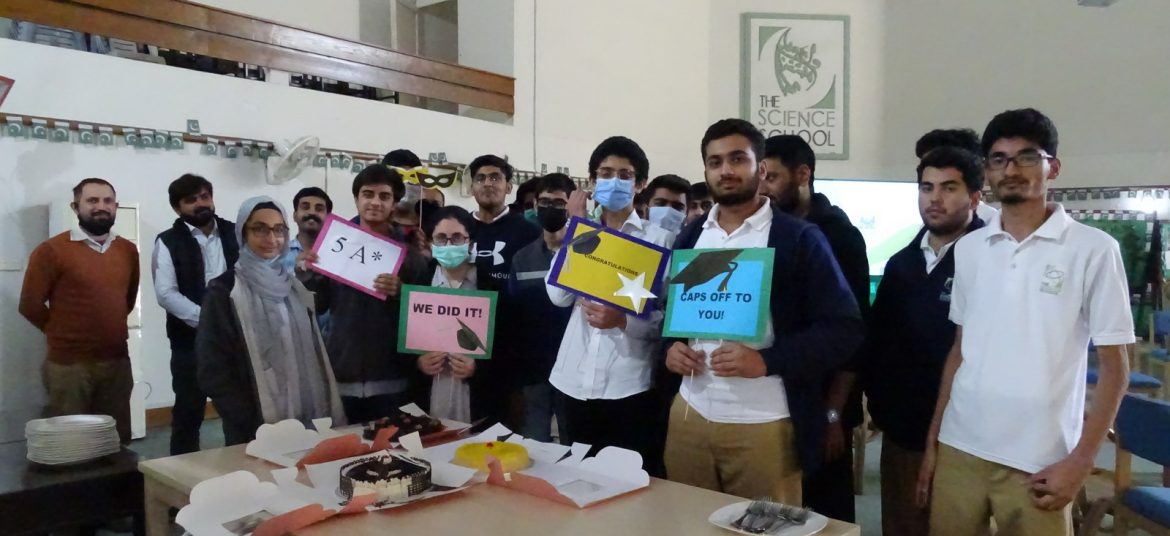 THE
SCIENCE
SCHOOL
5 A*
WE DID IT!
CONGRATULATIONS
CAPS OFF TO
YOU!